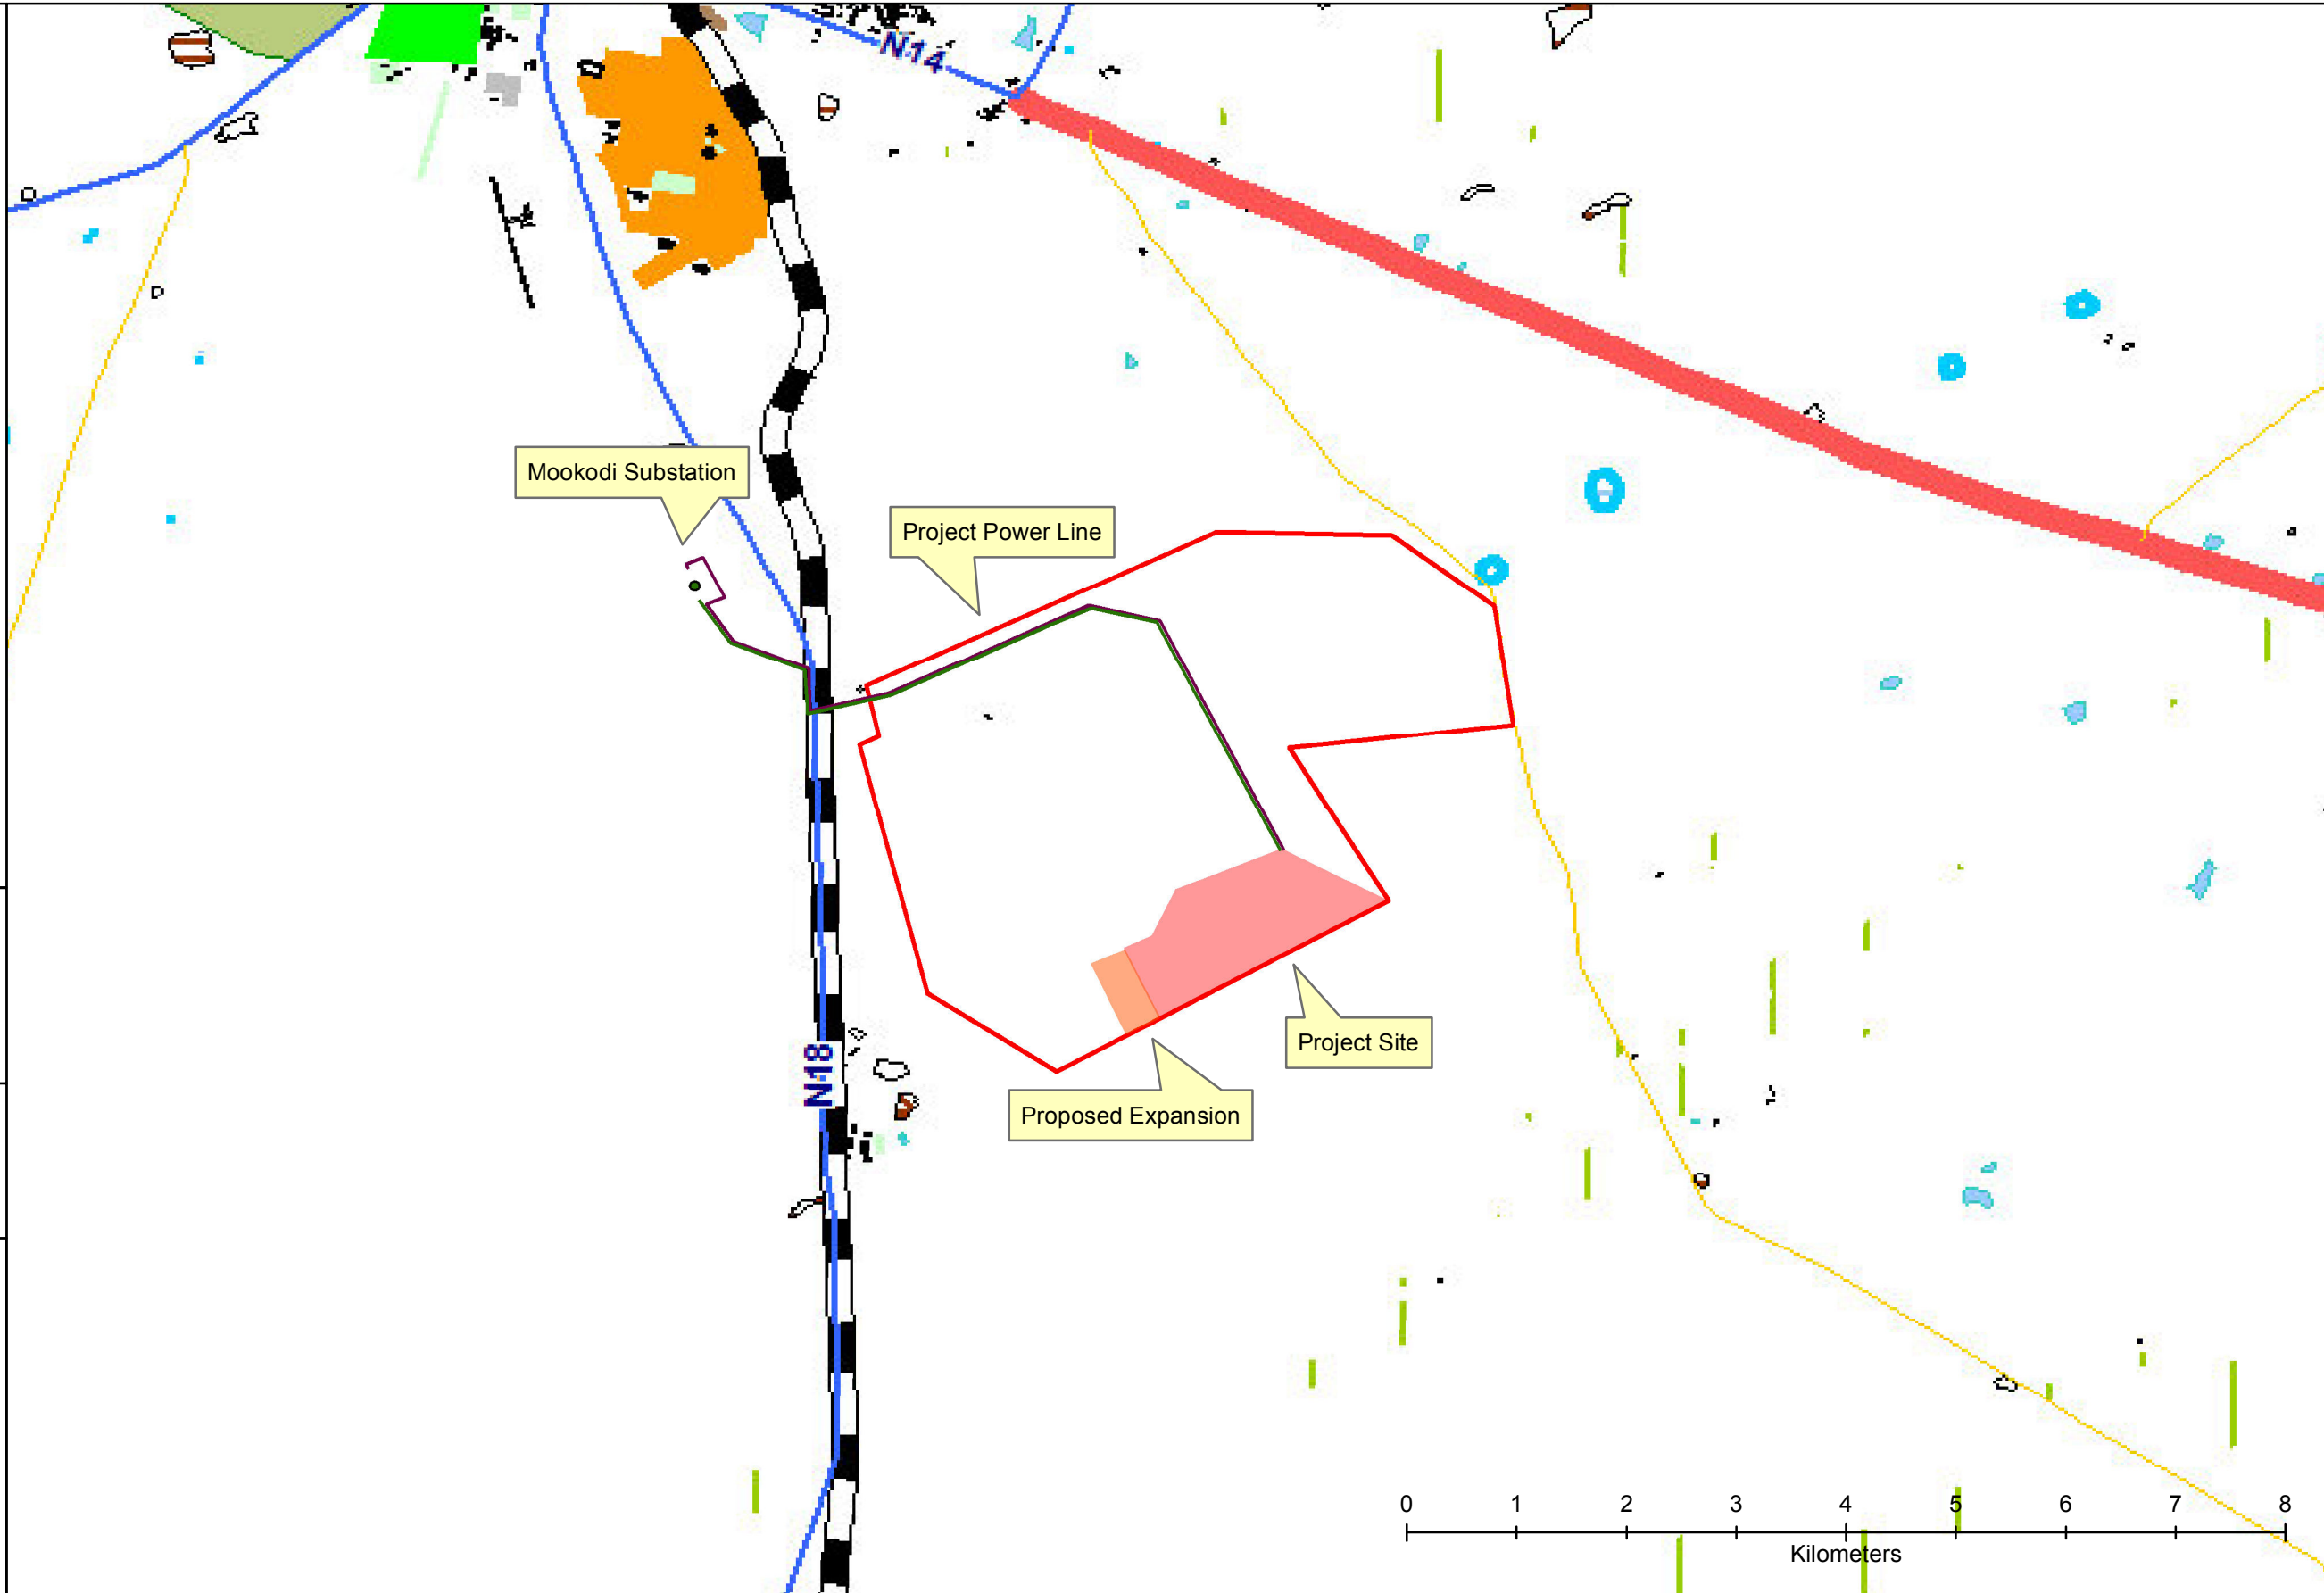 N14
Mookodi Substation
Project Power Line
Project Site
N18
Proposed Expansion
0 1 2 3 4 5 6 7 8
Kilometers